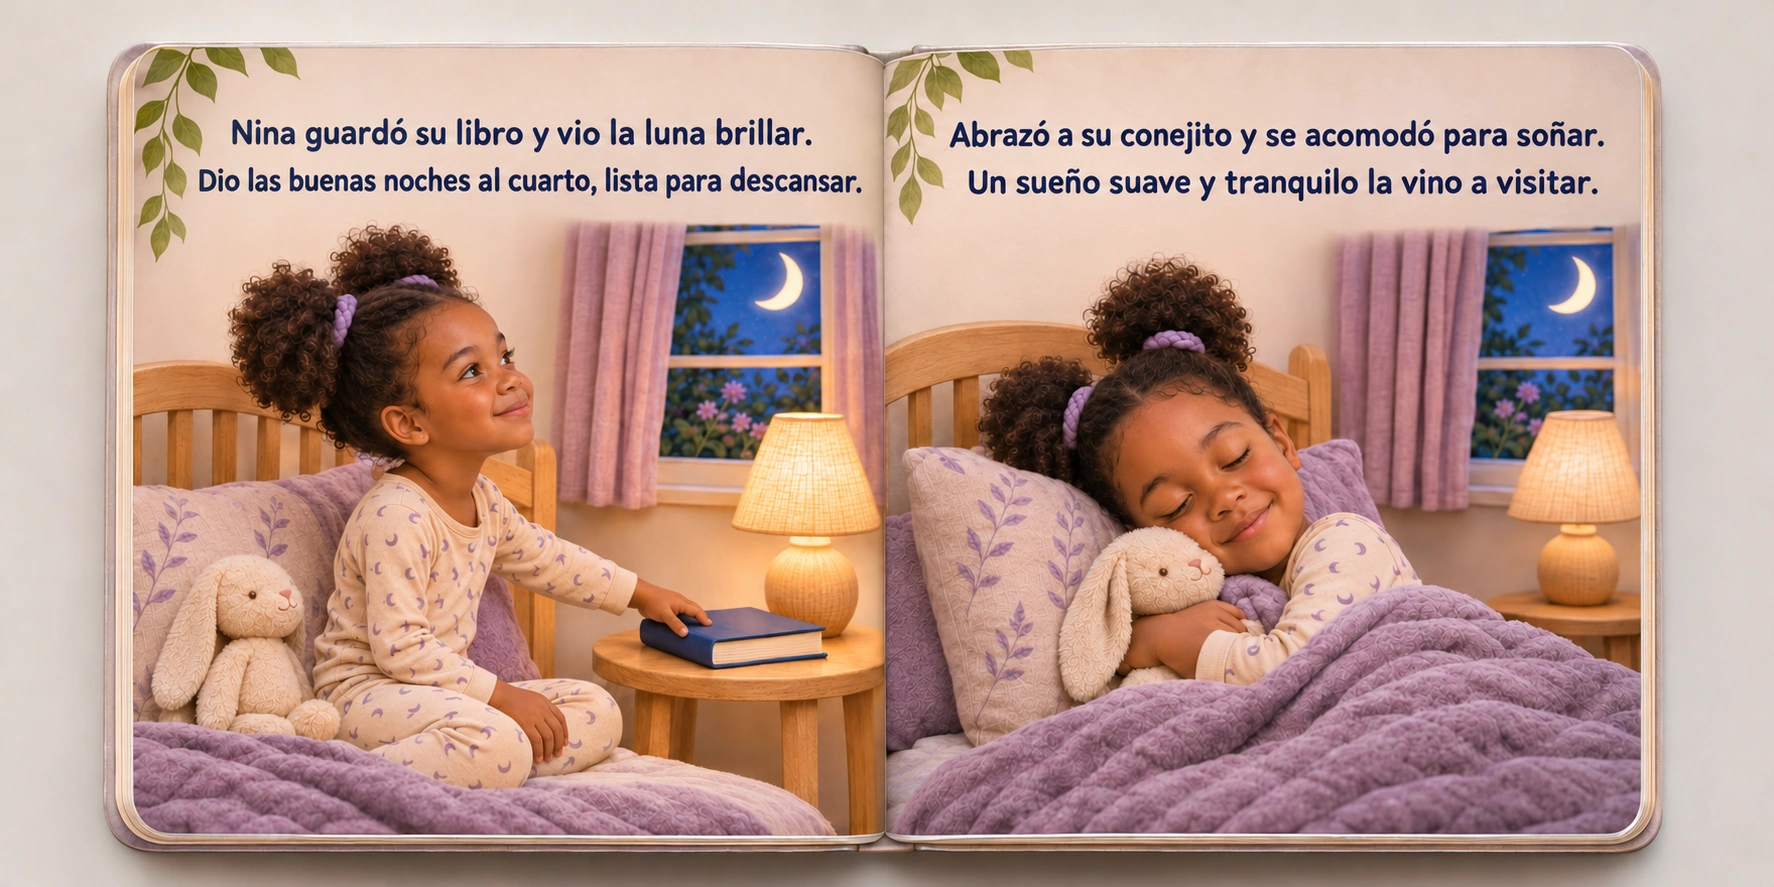 Nina guardó su libro y vio la luna brillar.
Dio las buenas noches al cuarto, lista para descansar.
Abrazó a su conejito y se acomodó para soñar.
Un sueño suave y tranquilo la vino a visitar.